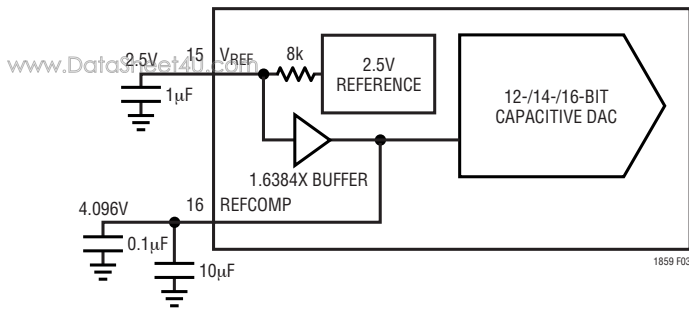 2.5V
15
VREF
8k
www.DataSheet4U.com
2.5V
REFERENCE
12-/14-/16-BIT
CAPACITIVE DAC
1µF
1.6384X BUFFER
4.096V
16
REFCOMP
0.1µF
10µF
1859 F03